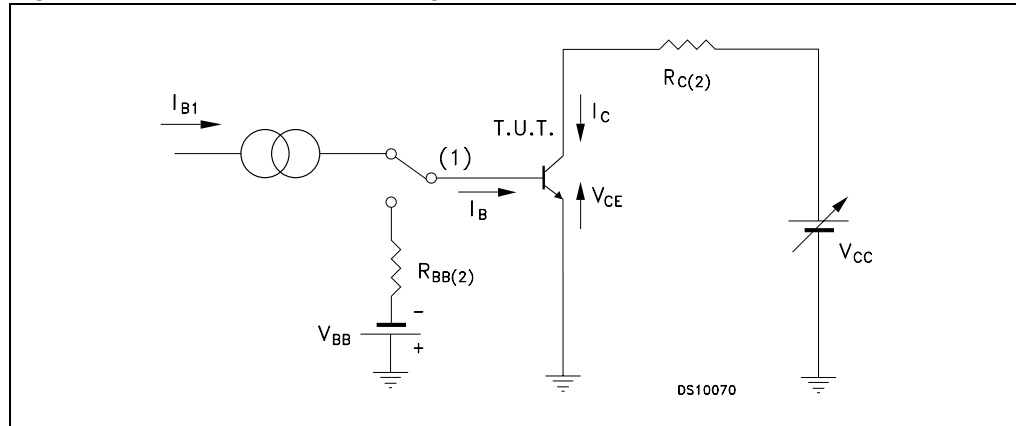 R_C(2)
I_B1
I_C
T.U.T.
(1)
I_B
V_CE
V_CC
R_BB(2)
-
V_BB
+
DS10070